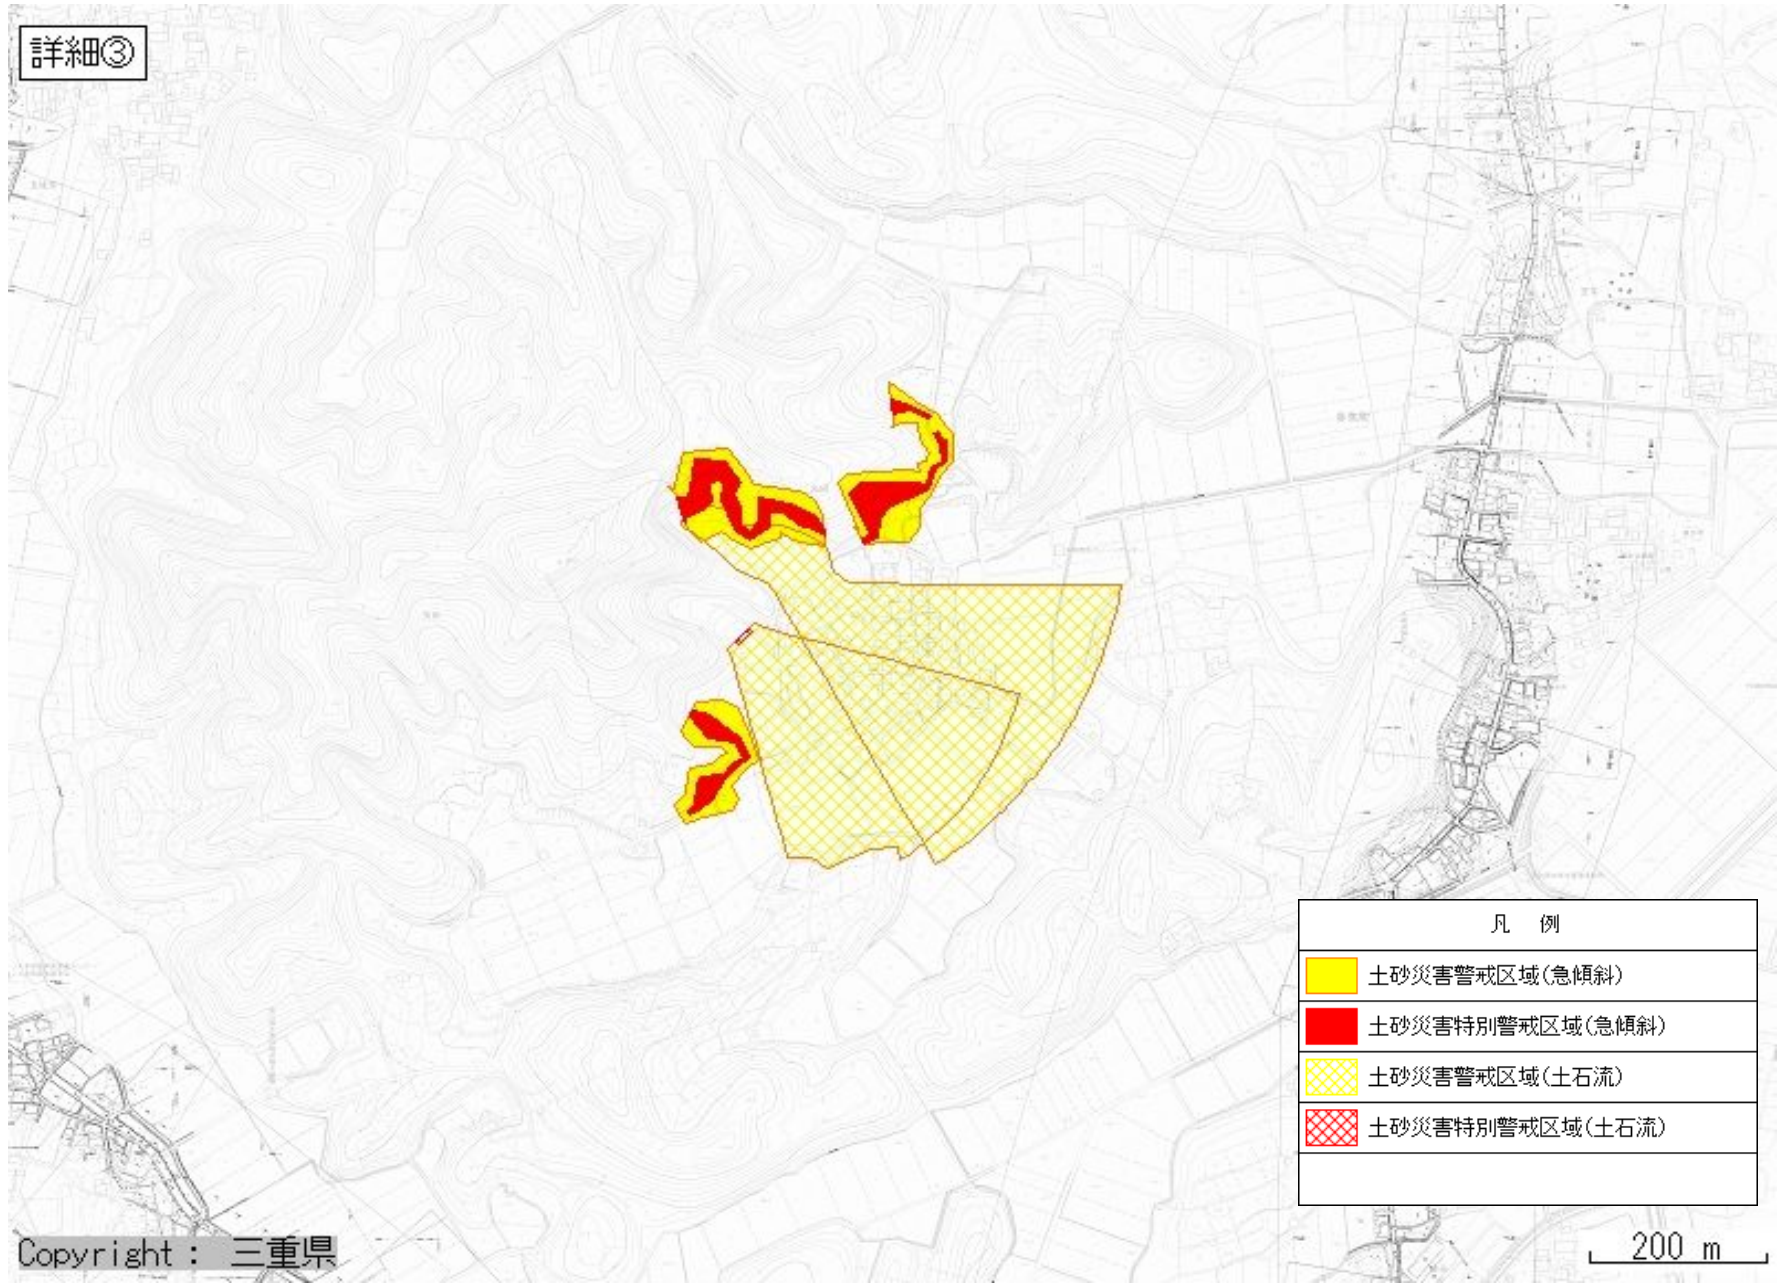 詳細③
凡 例
土砂災害警戒区域(急傾斜)
土砂災害特別警戒区域(急傾斜)
土砂災害警戒区域(土石流)
土砂災害特別警戒区域(土石流)
Copyright : 三重県
200 m